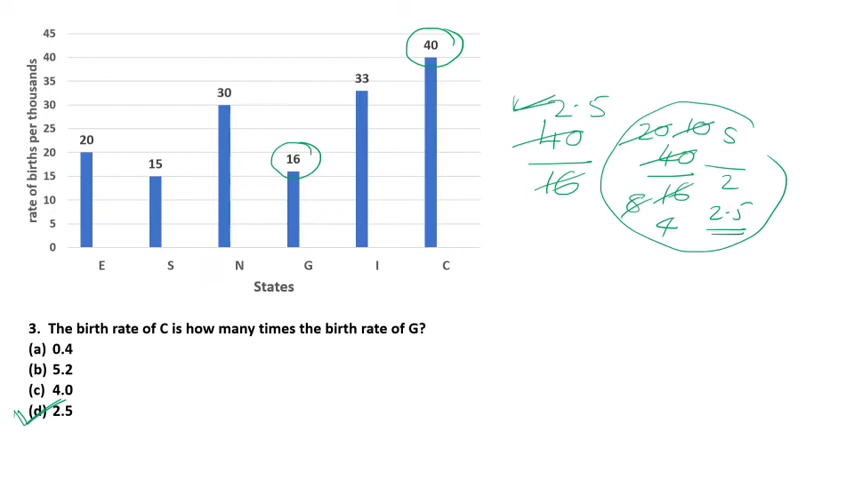 45
40
35
30
25
20
15
10
5
0
rate of births per thousands
20
15
30
16
33
40
E S N G I C
States
2.5
40
16
20 10 5
40
2
8 16
4
2.5
3. The birth rate of C is how many times the birth rate of G?
(a) 0.4
(b) 5.2
(c) 4.0
(d) 2.5